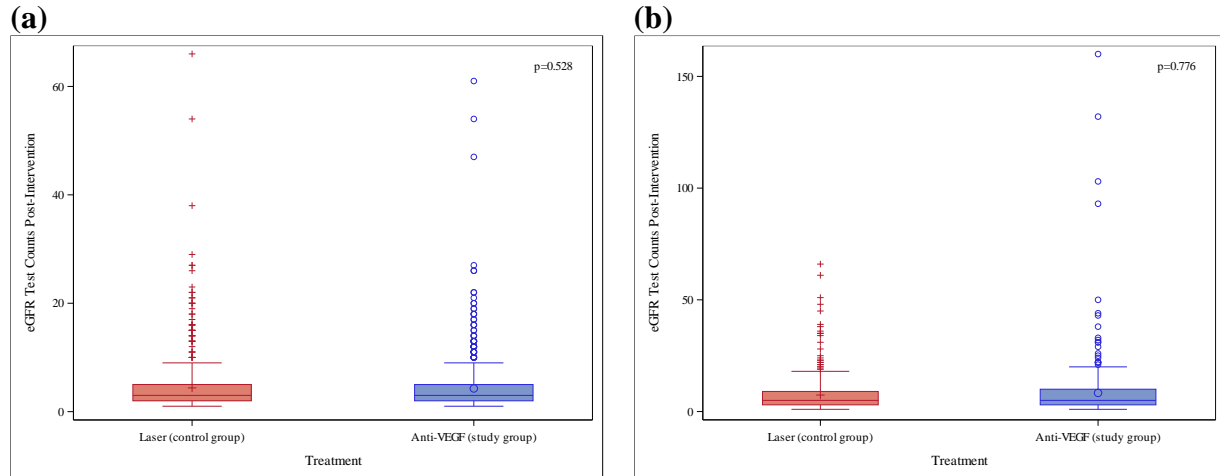 (a)
p=0.528
eGFR Test Counts Post-Intervention
60
40
20
0
Laser (control group)
Anti-VEGF (study group)
Treatment
(b)
p=0.776
eGFR Test Counts Post-Intervention
150
100
50
0
Laser (control group)
Anti-VEGF (study group)
Treatment